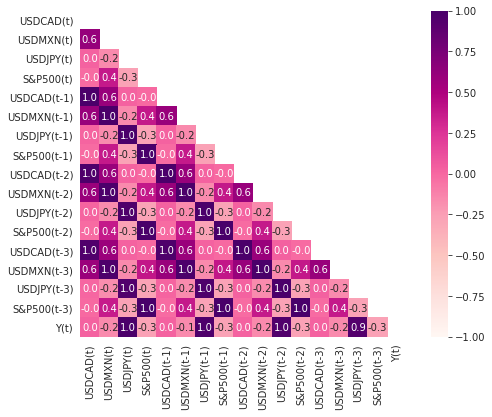 USDCAD(t)
USDMXN(t) 0.6
USDJPY(t) 0.0 -0.2
S&P500(t) -0.0 0.4 -0.3
USDCAD(t-1) 1.0 0.6 0.0 -0.0
USDMXN(t-1) 0.6 1.0 -0.2 0.4 0.6
USDJPY(t-1) 0.0 -0.2 1.0 -0.3 0.0 -0.2
S&P500(t-1) -0.0 0.4 -0.3 1.0 -0.0 0.4 -0.3
USDCAD(t-2) 1.0 0.6 0.0 -0.0 1.0 0.6 0.0 -0.0
USDMXN(t-2) 0.6 1.0 -0.2 0.4 0.6 1.0 -0.2 0.4 0.6
USDJPY(t-2) 0.0 -0.2 1.0 -0.3 0.0 -0.2 1.0 -0.3 0.0 -0.2
S&P500(t-2) -0.0 0.4 -0.3 1.0 -0.0 0.4 -0.3 1.0 -0.0 0.4 -0.3
USDCAD(t-3) 1.0 0.6 0.0 -0.0 1.0 0.6 0.0 -0.0 1.0 0.6 0.0 -0.0
USDMXN(t-3) 0.6 1.0 -0.2 0.4 0.6 1.0 -0.2 0.4 0.6 1.0 -0.2 0.4 0.6
USDJPY(t-3) 0.0 -0.2 1.0 -0.3 0.0 -0.2 1.0 -0.3 0.0 -0.2 1.0 -0.3 0.0 -0.2
S&P500(t-3) -0.0 0.4 -0.3 1.0 -0.0 0.4 -0.3 1.0 -0.0 0.4 -0.3 1.0 -0.0 0.4 -0.3
Y(t) 0.0 -0.2 1.0 -0.3 0.0 -0.1 1.0 -0.3 0.0 -0.2 1.0 -0.3 0.0 -0.2 0.9 -0.3
USDCAD(t)
USDMXN(t)
USDJPY(t)
S&P500(t)
USDCAD(t-1)
USDMXN(t-1)
USDJPY(t-1)
S&P500(t-1)
USDCAD(t-2)
USDMXN(t-2)
USDJPY(t-2)
S&P500(t-2)
USDCAD(t-3)
USDMXN(t-3)
USDJPY(t-3)
S&P500(t-3)
Y(t)
1.00
0.75
0.50
0.25
0.00
-0.25
-0.50
-0.75
-1.00